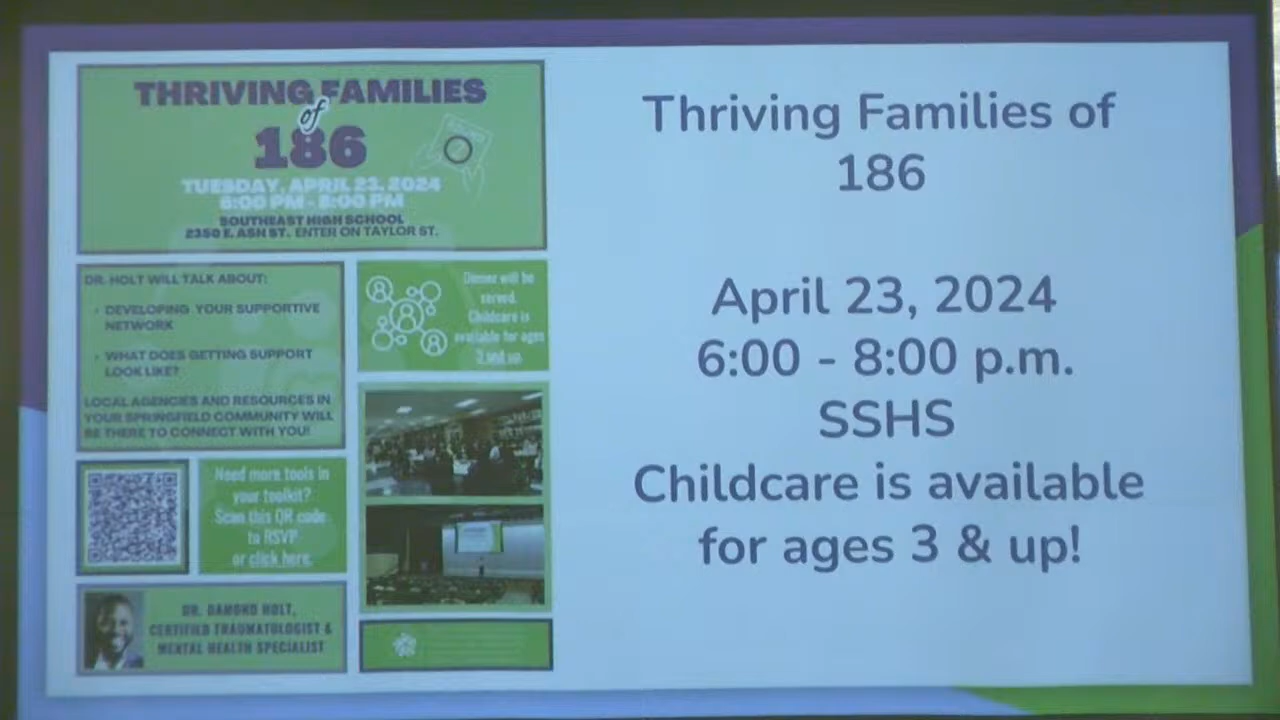 THRIVING FAMILIES
of
186
TUESDAY, APRIL 23, 2024
6:00 PM - 8:00 PM
SOUTHEAST HIGH SCHOOL
2350 E. ASH ST. ENTER ON TAYLOR ST.
DR. HOLT WILL TALK ABOUT:
• DEVELOPING YOUR SUPPORTIVE
NETWORK
• WHAT DOES GETTING SUPPORT
LOOK LIKE?
LOCAL AGENCIES AND RESOURCES IN
YOUR SPRINGFIELD COMMUNITY WILL
BE THERE TO CONNECT WITH YOU!
Dinner will be
served.
Childcare is
available for ages
3 and up.
Need more tools in
your toolkit?
Scan this QR code
to RSVP
or click here.
DR. DAMOND HOLT,
CERTIFIED TRAUMATOLOGIST &
MENTAL HEALTH SPECIALIST
Thriving Families of
186
April 23, 2024
6:00 - 8:00 p.m.
SSHS
Childcare is available
for ages 3 & up!